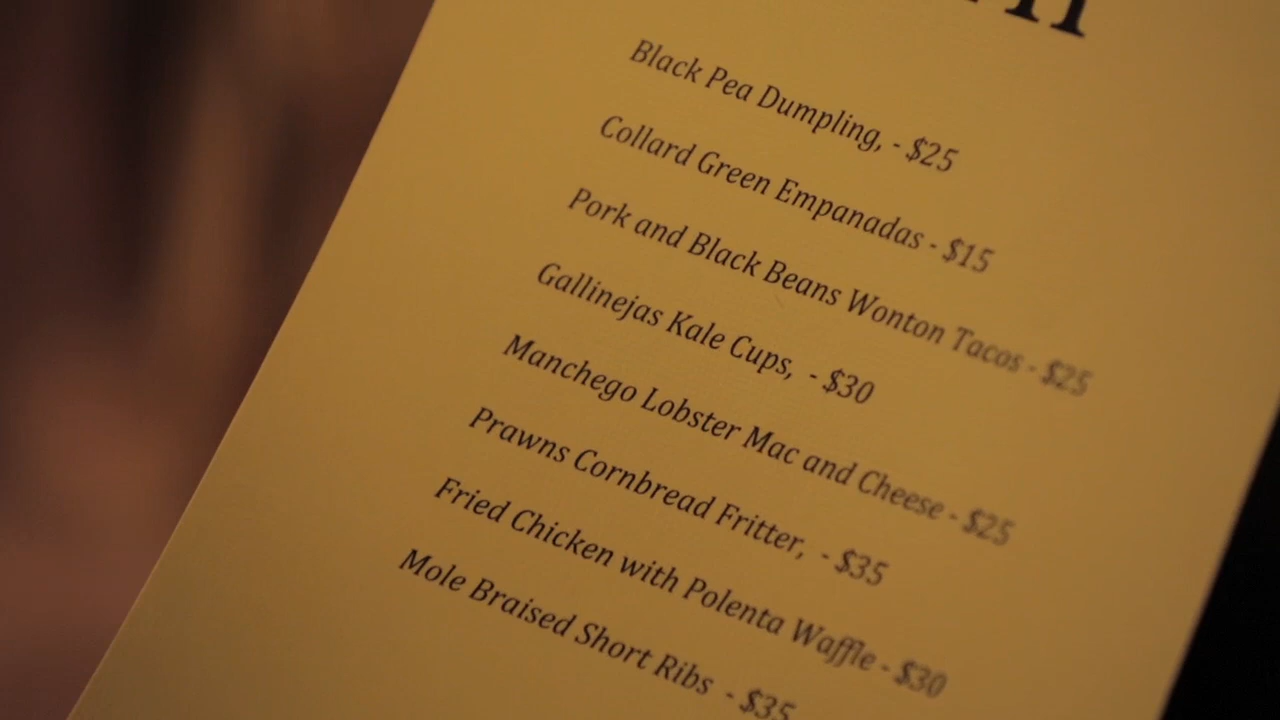 Black Pea Dumpling, - $25
Collard Green Empanadas - $15
Pork and Black Beans Wonton Tacos - $25
Gallinejas Kale Cups,  - $30
Manchego Lobster Mac and Cheese - $25
Prawns Cornbread Fritter,  - $35
Fried Chicken with Polenta Waffle - $30
Mole Braised Short Ribs  - $35